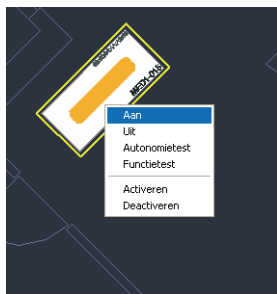 Aan
Uit
Autonomietest
Functietest
Activeren
Deactiveren